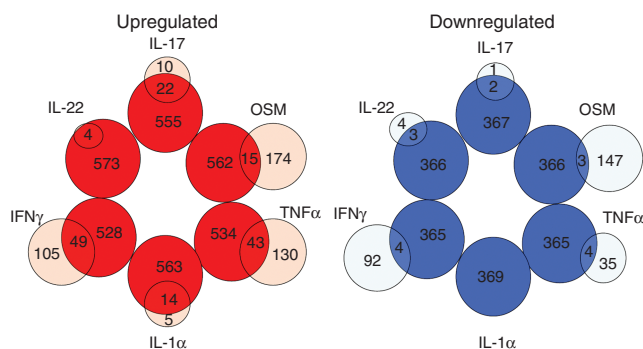 Upregulated
IL-17
10
22
555
IL-22
4
573
OSM
562
15
174
IFNγ
105
49
528
TNFα
534
43
130
563
14
5
IL-1α
Downregulated
IL-17
1
2
367
IL-22
4
3
366
OSM
366
3
147
IFNγ
92
4
365
TNFα
365
4
35
369
IL-1α